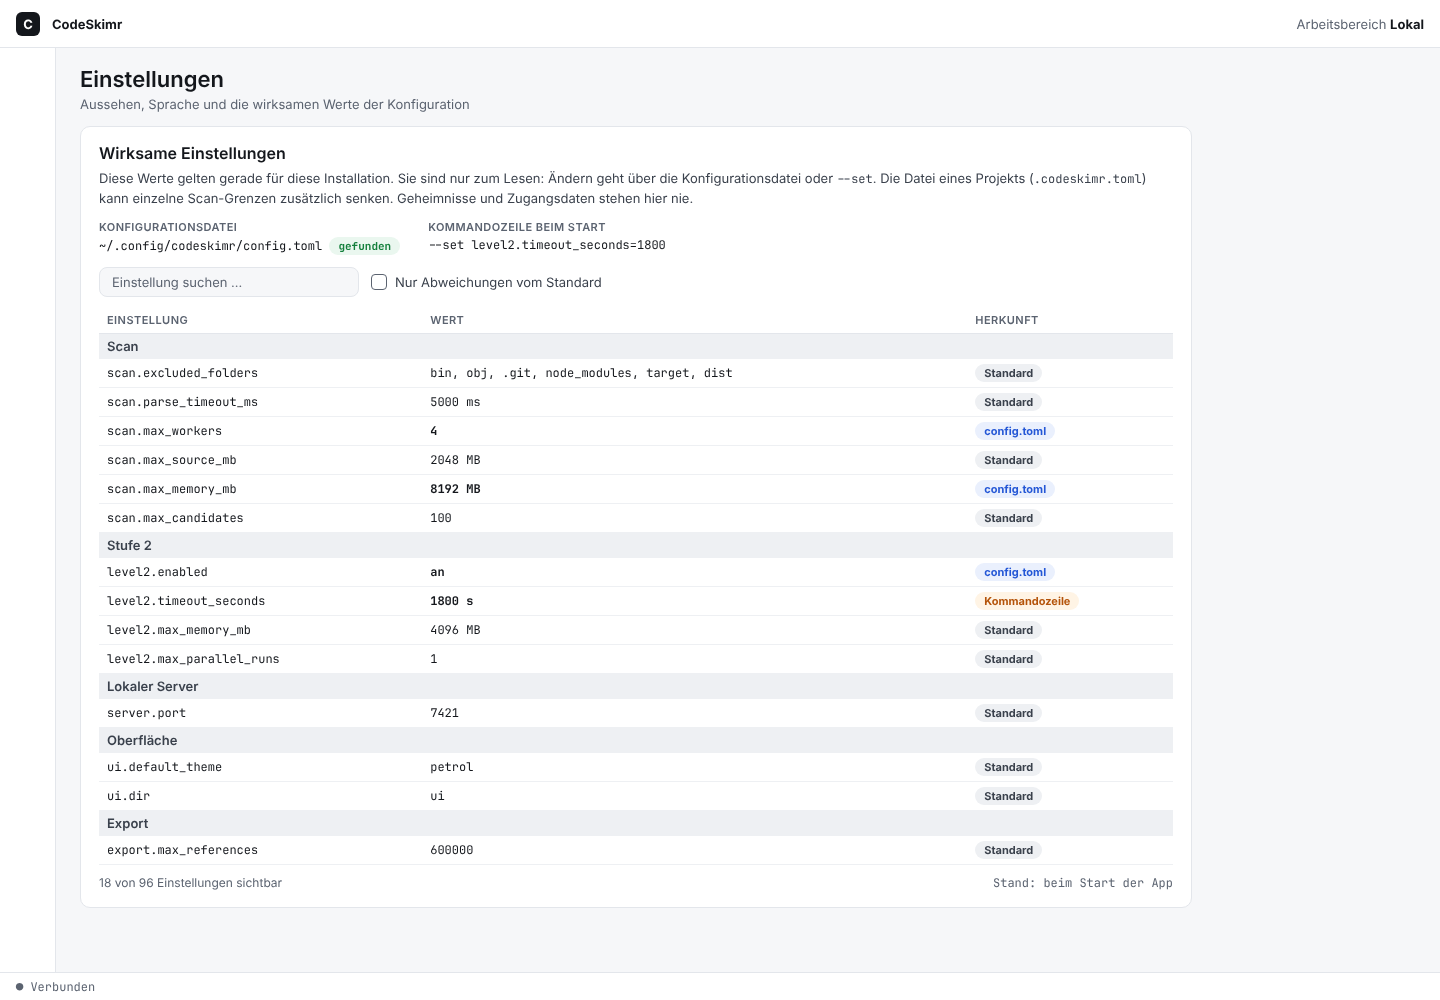 C CodeSkimr Arbeitsbereich Lokal
Einstellungen
Aussehen, Sprache und die wirksamen Werte der Konfiguration
Wirksame Einstellungen
Diese Werte gelten gerade für diese Installation. Sie sind nur zum Lesen: Ändern geht über die Konfigurationsdatei oder --set. Die Datei eines Projekts (.codeskimr.toml)
kann einzelne Scan-Grenzen zusätzlich senken. Geheimnisse und Zugangsdaten stehen hier nie.
KONFIGURATIONSDATEI KOMMANDOZEILE BEIM START
~/.config/codeskimr/config.toml gefunden --set level2.timeout_seconds=1800
Einstellung suchen … Nur Abweichungen vom Standard
EINSTELLUNG WERT HERKUNFT
Scan
scan.excluded_folders bin, obj, .git, node_modules, target, dist Standard
scan.parse_timeout_ms 5000 ms Standard
scan.max_workers 4 config.toml
scan.max_source_mb 2048 MB Standard
scan.max_memory_mb 8192 MB config.toml
scan.max_candidates 100 Standard
Stufe 2
level2.enabled an config.toml
level2.timeout_seconds 1800 s Kommandozeile
level2.max_memory_mb 4096 MB Standard
level2.max_parallel_runs 1 Standard
Lokaler Server
server.port 7421 Standard
Oberfläche
ui.default_theme petrol Standard
ui.dir ui Standard
Export
export.max_references 600000 Standard
18 von 96 Einstellungen sichtbar Stand: beim Start der App
Verbunden